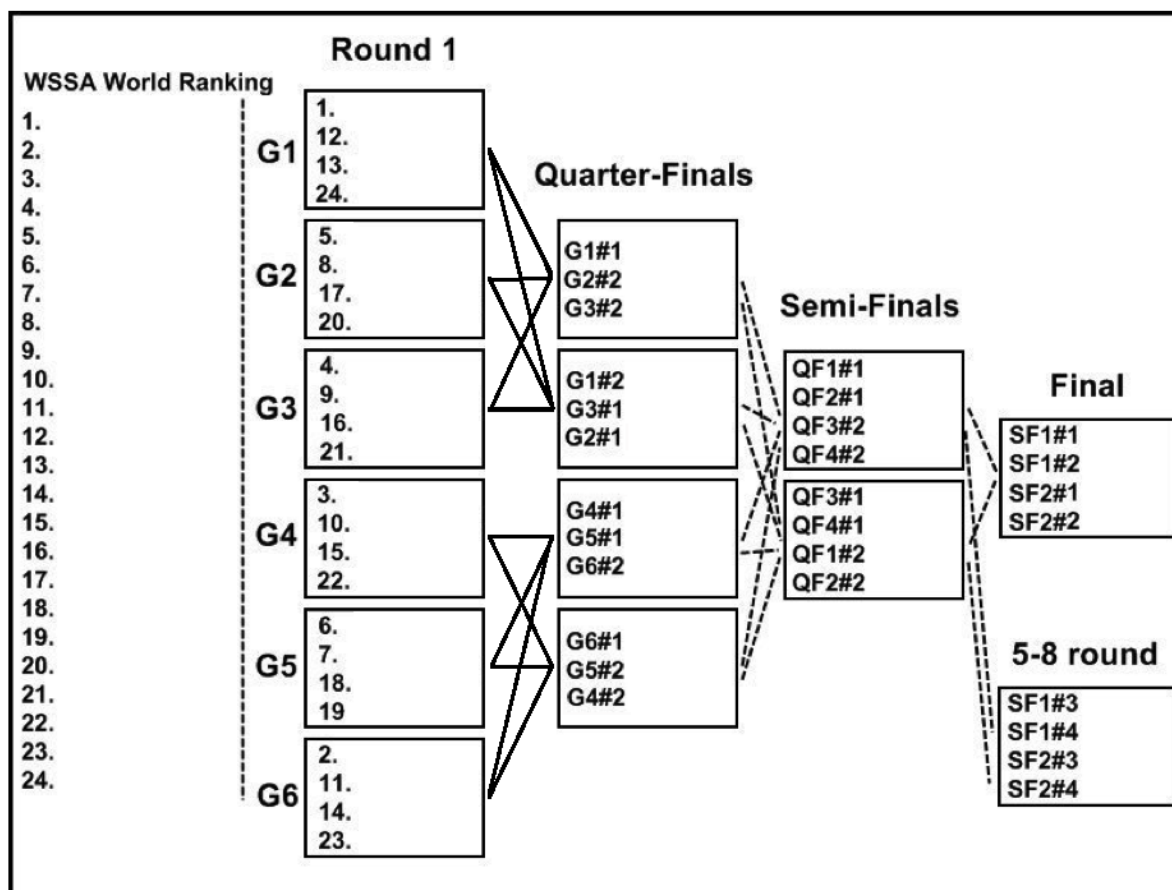 WSSA World Ranking
1.
2.
3.
4.
5.
6.
7.
8.
9.
10.
11.
12.
13.
14.
15.
16.
17.
18.
19.
20.
21.
22.
23.
24.
Round 1
G1
1.
12.
13.
24.
G2
5.
8.
17.
20.
G3
4.
9.
16.
21.
G4
3.
10.
15.
22.
G5
6.
7.
18.
19
G6
2.
11.
14.
23.
Quarter-Finals
G1#1
G2#2
G3#2
G1#2
G3#1
G2#1
G4#1
G5#1
G6#2
G6#1
G5#2
G4#2
Semi-Finals
QF1#1
QF2#1
QF3#2
QF4#2
QF3#1
QF4#1
QF1#2
QF2#2
Final
SF1#1
SF1#2
SF2#1
SF2#2
5-8 round
SF1#3
SF1#4
SF2#3
SF2#4